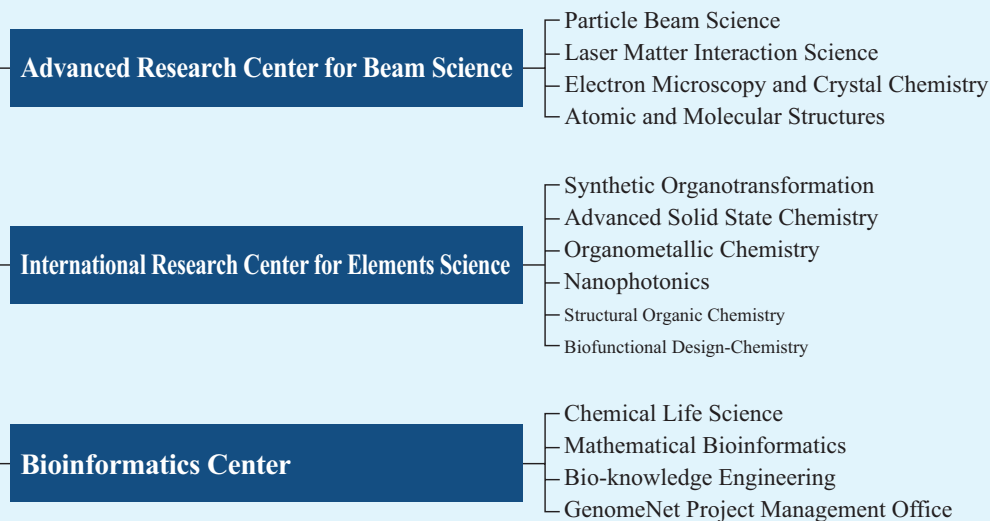 Advanced Research Center for Beam Science
Particle Beam Science
Laser Matter Interaction Science
Electron Microscopy and Crystal Chemistry
Atomic and Molecular Structures
International Research Center for Elements Science
Synthetic Organotransformation
Advanced Solid State Chemistry
Organometallic Chemistry
Nanophotonics
Structural Organic Chemistry
Biofunctional Design-Chemistry
Bioinformatics Center
Chemical Life Science
Mathematical Bioinformatics
Bio-knowledge Engineering
GenomeNet Project Management Office